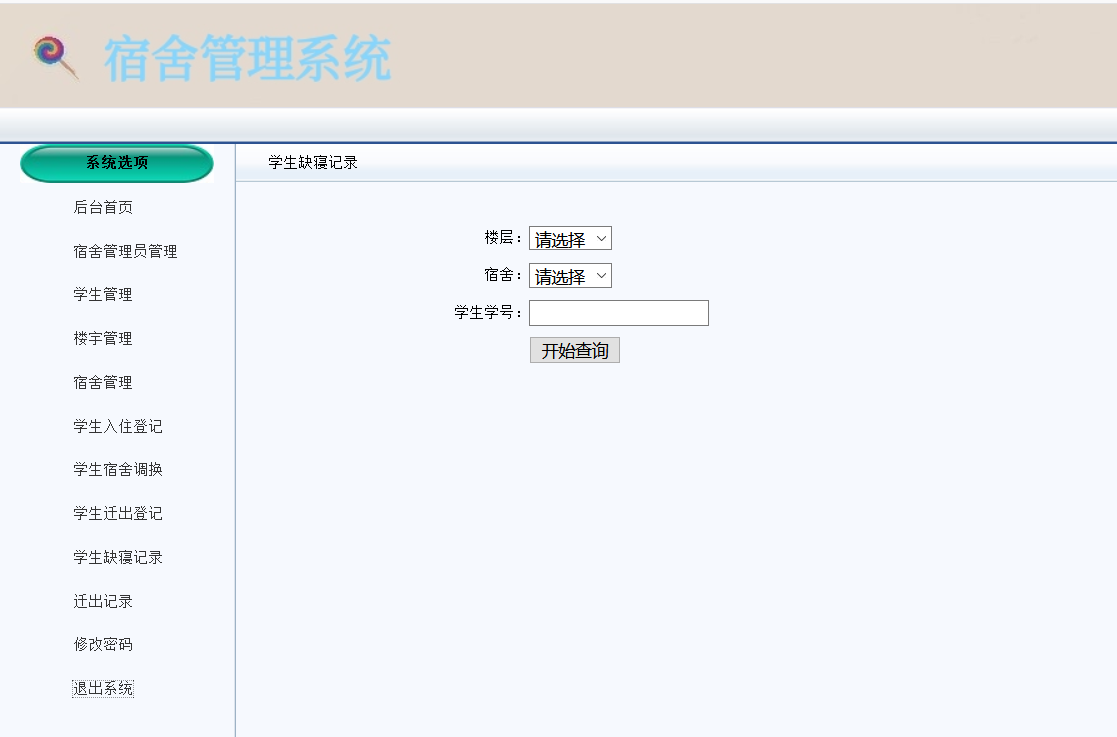 宿舍管理系统
系统选项
后台首页
宿舍管理员管理
学生管理
楼宇管理
宿舍管理
学生入住登记
学生宿舍调换
学生迁出登记
学生缺寝记录
迁出记录
修改密码
退出系统
学生缺寝记录
楼层：请选择
宿舍：请选择
学生学号：
开始查询